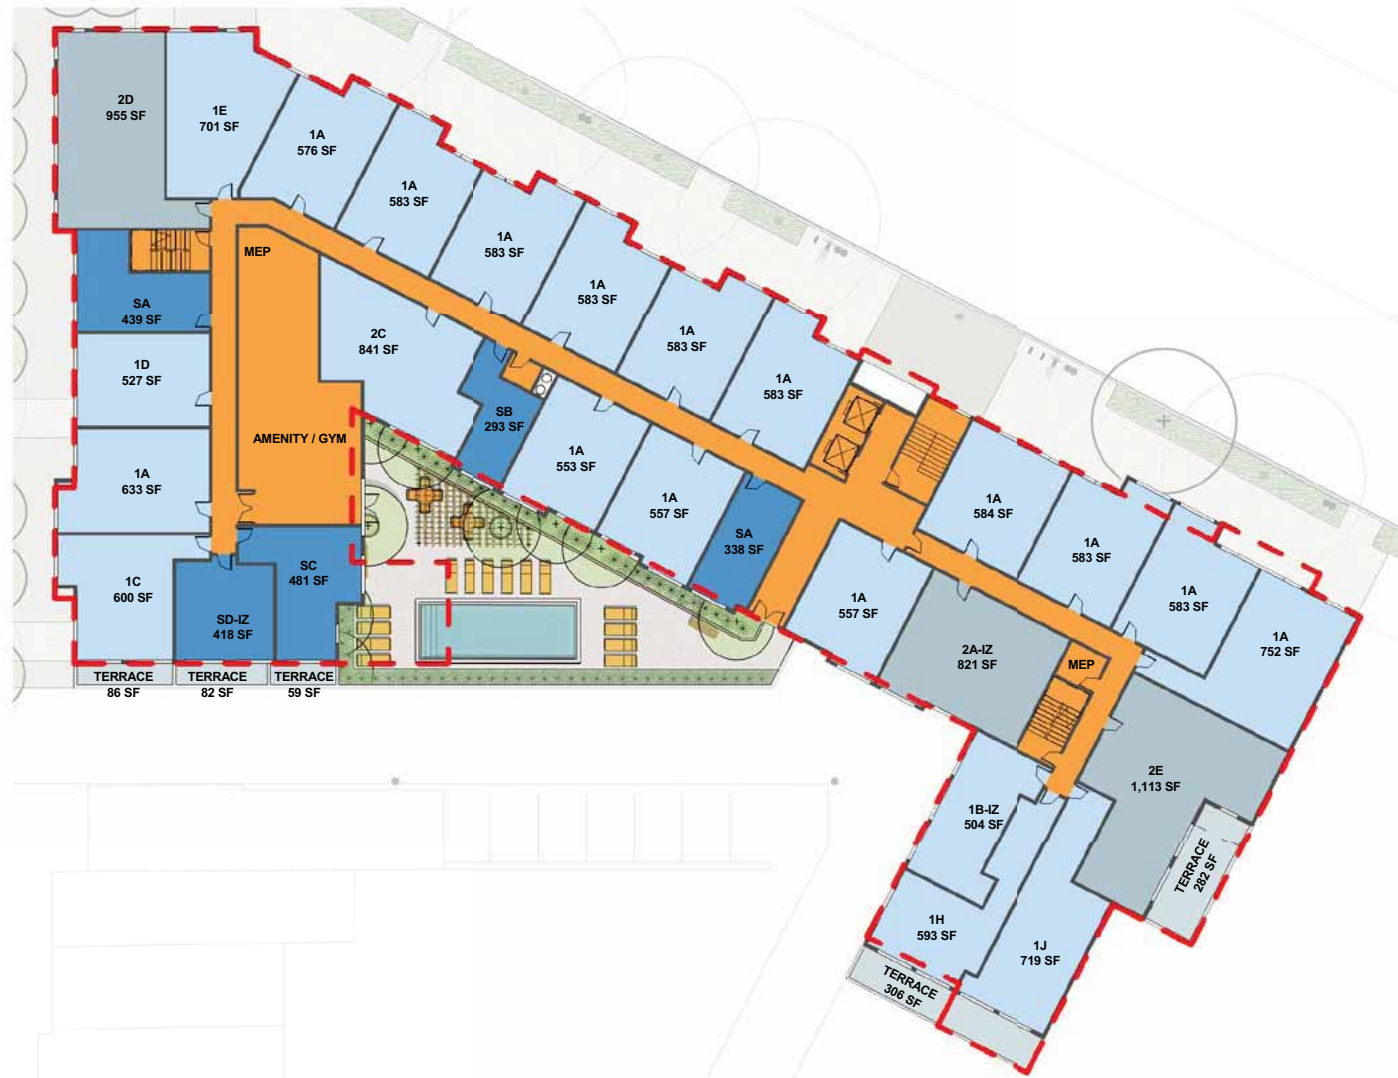 2D
955 SF
1E
701 SF
1A
576 SF
1A
583 SF
1A
583 SF
1A
583 SF
1A
583 SF
1A
583 SF
MEP
SA
439 SF
2C
841 SF
1D
527 SF
SB
293 SF
AMENITY / GYM
1A
553 SF
1A
633 SF
1A
557 SF
SA
338 SF
1A
584 SF
1A
583 SF
1A
583 SF
1A
752 SF
1C
600 SF
SD-IZ
418 SF
SC
481 SF
1A
557 SF
2A-IZ
821 SF
MEP
TERRACE
86 SF
TERRACE
82 SF
TERRACE
59 SF
2E
1,113 SF
1B-IZ
504 SF
TERRACE
282 SF
1H
593 SF
1J
719 SF
TERRACE
306 SF